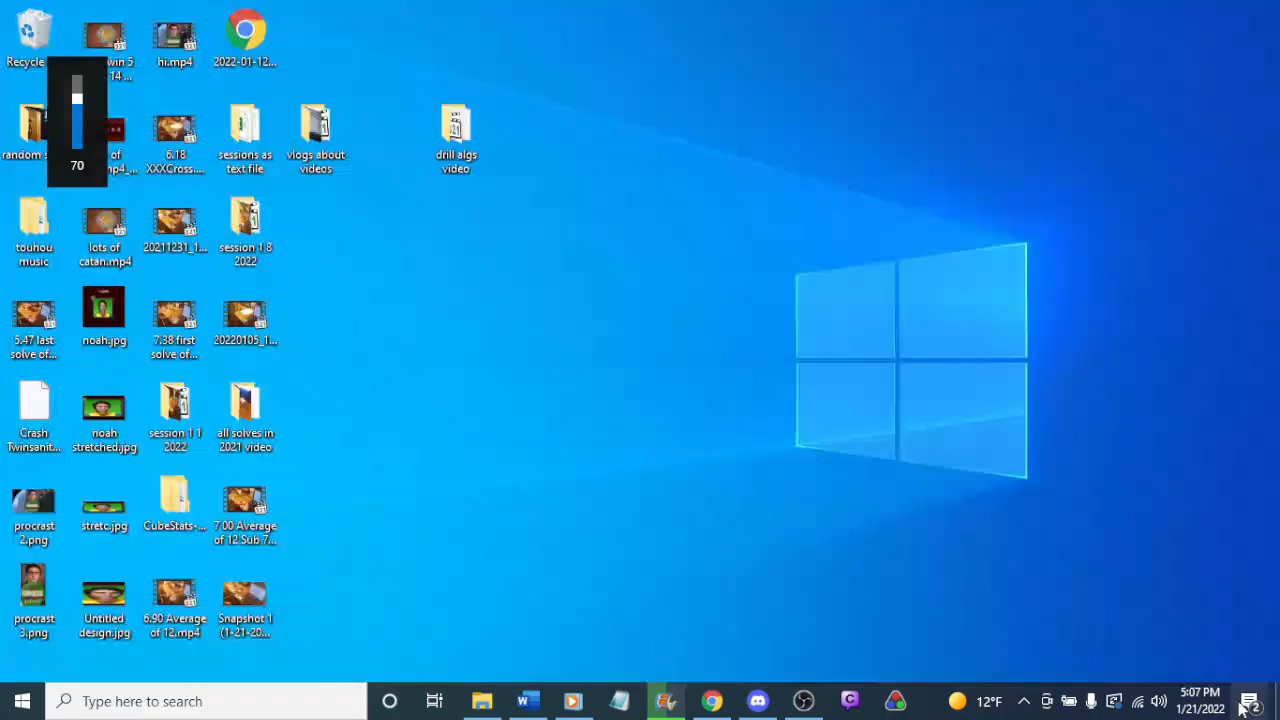 Recycle
win 5
14 ...
hi.mp4
2022-01-12...
70
random s
of
mp4_...
6.18
XXXCross....
sessions as
text file
vlogs about
videos
drill algs
video
touhou
music
lots of
catan.mp4
20211231_1...
session 1 8
2022
5.47 last
solve of...
noah.jpg
7.38 first
solve of...
20220105_1...
Crash
Twinsanit...
noah
stretched.jpg
session 1 1
2022
all solves in
2021 video
procrast
2.png
stretc.jpg
CubeStats-...
7.00 Average
of 12 Sub 7...
procrast
3.png
Untitled
design.jpg
6.90 Average
of 12.mp4
Snapshot 1
(1-21-20...
Type here to search
12°F
5:07 PM
1/21/2022
2